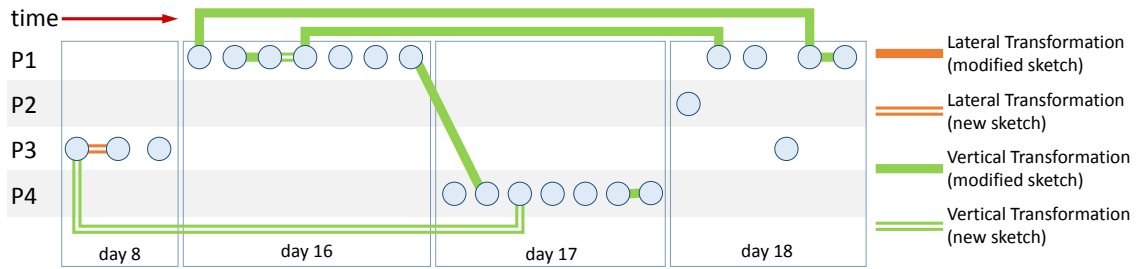 time
P1
P2
P3
P4
day 8
day 16
day 17
day 18
Lateral Transformation
(modified sketch)
Lateral Transformation
(new sketch)
Vertical Transformation
(modified sketch)
Vertical Transformation
(new sketch)